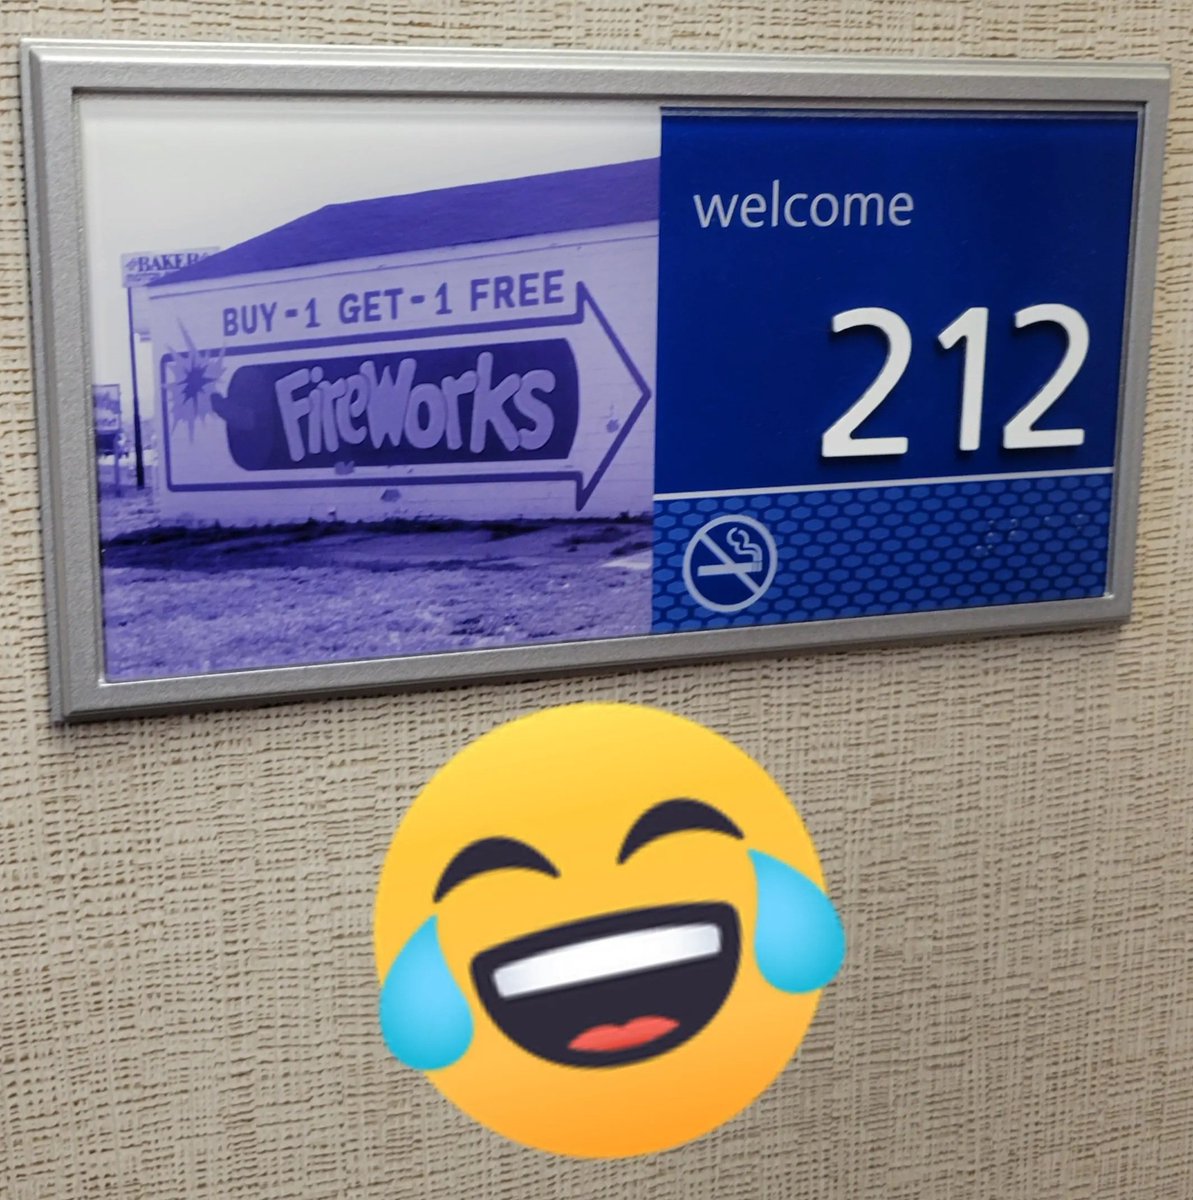 BUY-1 GET-1 FREE
FireWorks
welcome
212